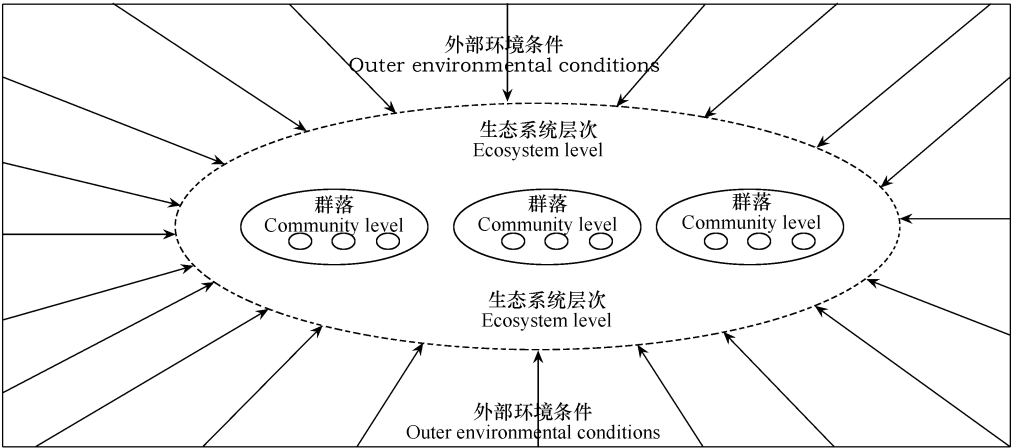 外部环境条件
Outer environmental conditions
生态系统层次
Ecosystem level
群落
Community level
群落
Community level
群落
Community level
生态系统层次
Ecosystem level
外部环境条件
Outer environmental conditions